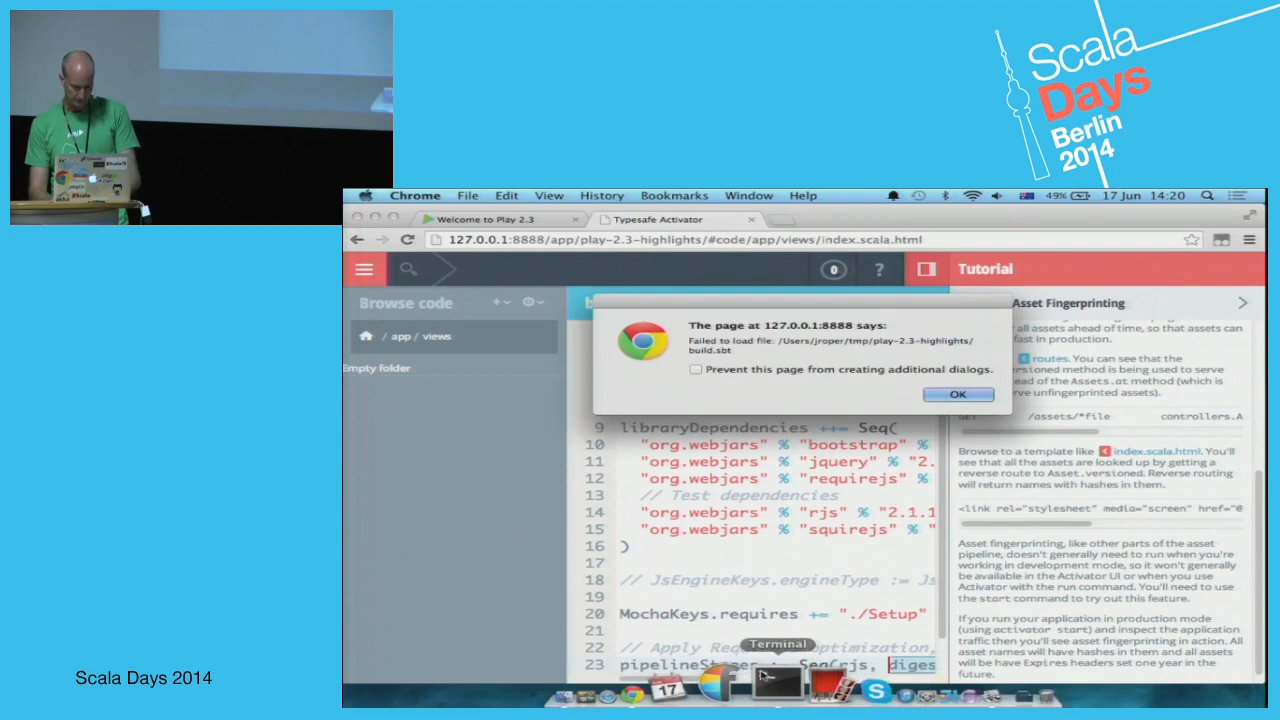 Scala
Days
Berlin
2014
Chrome File Edit View History Bookmarks Window Help 49% 17 Jun 14:20
Welcome to Play 2.3 Typesafe Activator
127.0.0.1:8888/app/play-2.3-highlights/#code/app/views/index.scala.html
0 ? Tutorial
Browse code
/ app / views
Empty folder
b
Asset Fingerprinting
The page at 127.0.0.1:8888 says:
Failed to load file: /Users/jroper/tmp/play-2.3-highlights/
build.sbt
Prevent this page from creating additional dialogs.
OK
9 libraryDependencies ++= Seq(
10 "org.webjars" % "bootstrap" %
11 "org.webjars" % "jquery" % "2.
12 "org.webjars" % "requirejs" %
13 // Test dependencies
14 "org.webjars" % "rjs" % "2.1.1
15 "org.webjars" % "squirejs" % "
16 )
17
18 // JsEngineKeys.engineType := Js
19
20 MochaKeys.requires += "./Setup"
21
// Apply Re optimization,
23 pipelineS Seq(rjs, diges
all assets ahead of time, so that assets can
fast in production.
routes. You can see that the
ersioned method is being used to serve
ead of the Assets.at method (which is
rve unfingerprinted assets).
GET /assets/*file controllers.A
Browse to a template like index.scala.html. You'll
see that all the assets are looked up by getting a
reverse route to Asset.versioned. Reverse routing
will return names with hashes in them.
<link rel="stylesheet" media="screen" href="@
Asset fingerprinting, like other parts of the asset
pipeline, doesn't generally need to run when you're
working in development mode, so it won't generally
be available in the Activator UI or when you use
Activator with the run command. You'll need to use
the start command to try out this feature.
If you run your application in production mode
(using activator start) and inspect the application
traffic then you'll see asset fingerprinting in action. All
asset names will have hashes in them and all assets
will be have Expires headers set one year in the
future.
Terminal
17
Scala Days 2014